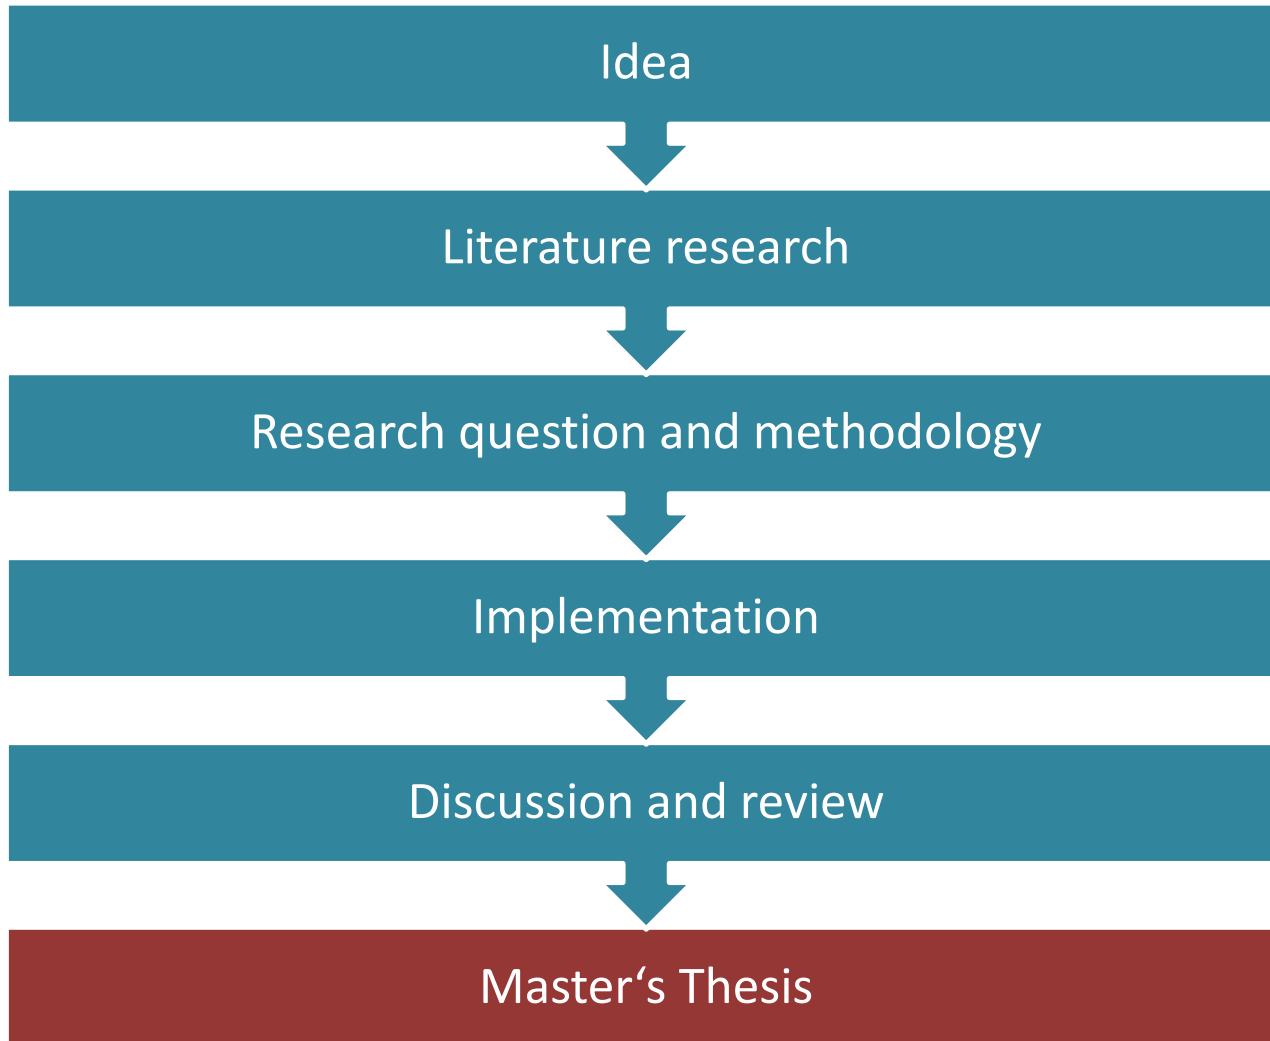 Idea
Literature research
Research question and methodology
Implementation
Discussion and review
Master‘s Thesis